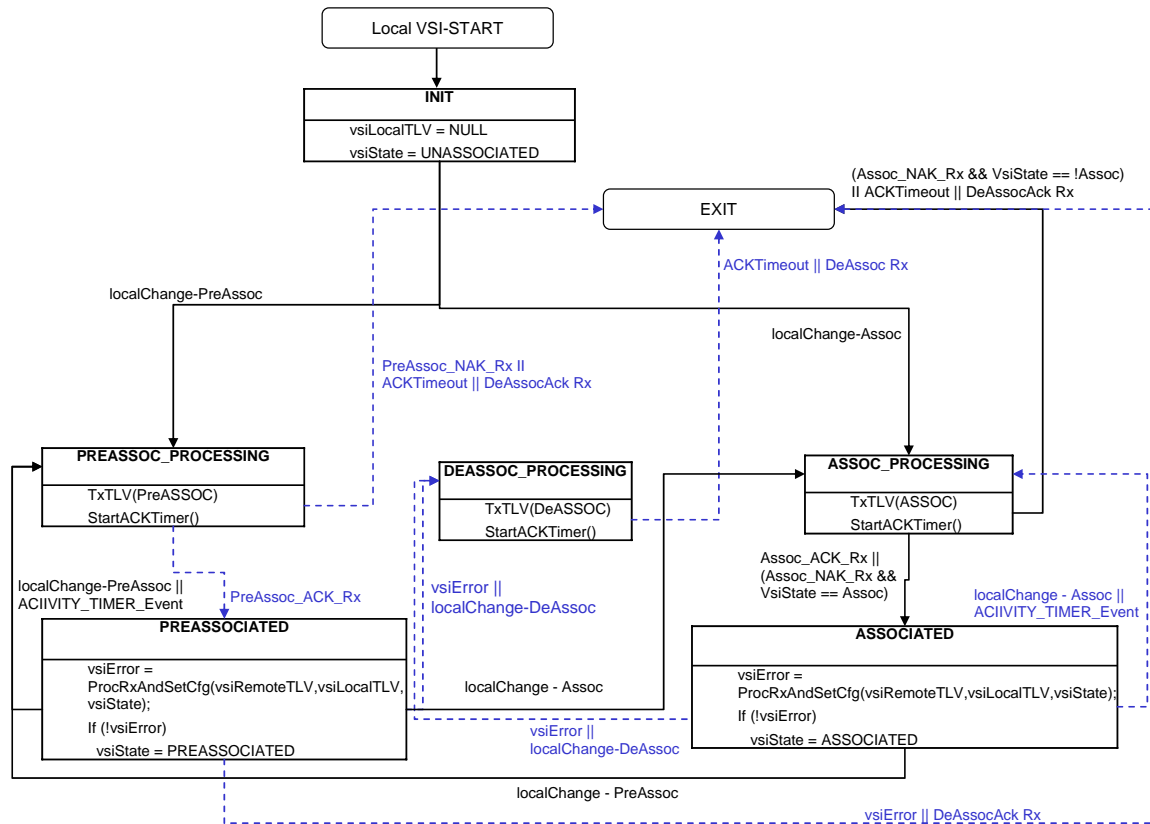 Local VSI-START
INIT
vsiLocalTLV = NULL
vsiState = UNASSOCIATED
(Assoc_NAK_Rx && VsiState == !Assoc)
II ACKTimeout || DeAssocAck Rx
EXIT
ACKTimeout || DeAssoc Rx
localChange-PreAssoc
localChange-Assoc
PreAssoc_NAK_Rx II
ACKTimeout || DeAssocAck Rx
PREASSOC_PROCESSING
TxTLV(PreASSOC)
StartACKTimer()
DEASSOC_PROCESSING
TxTLV(DeASSOC)
StartACKTimer()
ASSOC_PROCESSING
TxTLV(ASSOC)
StartACKTimer()
localChange-PreAssoc ||
ACIIVITY_TIMER_Event
PreAssoc_ACK_Rx
vsiError ||
localChange-DeAssoc
Assoc_ACK_Rx ||
(Assoc_NAK_Rx &&
VsiState == Assoc)
localChange - Assoc ||
ACIIVITY_TIMER_Event
PREASSOCIATED
vsiError =
ProcRxAndSetCfg(vsiRemoteTLV,vsiLocalTLV,
vsiState);
If (!vsiError)
vsiState = PREASSOCIATED
localChange - Assoc
vsiError ||
localChange-DeAssoc
ASSOCIATED
vsiError =
ProcRxAndSetCfg(vsiRemoteTLV,vsiLocalTLV,vsiState);
If (!vsiError)
vsiState = ASSOCIATED
localChange - PreAssoc
vsiError || DeAssocAck Rx